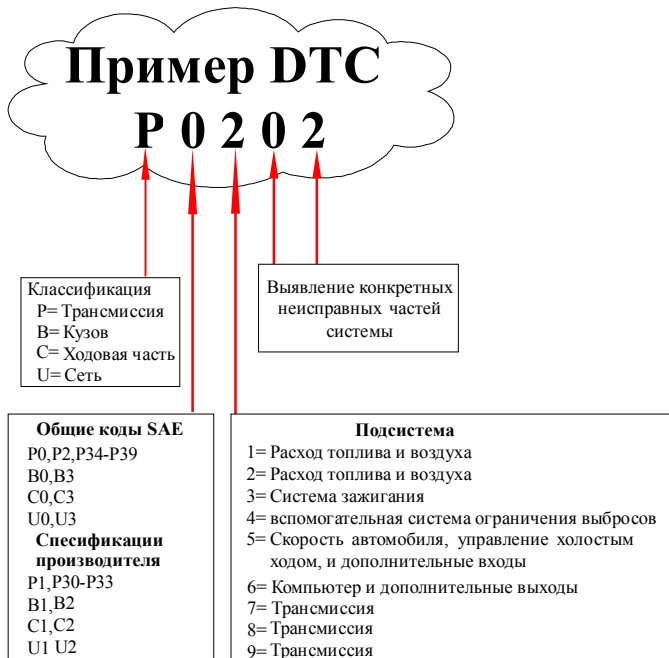 Пример DTC
P 0 2 0 2
Классификация
P= Трансмиссия
B= Кузов
C= Ходовая часть
U= Сеть
Выявление конкретных
неисправных частей
системы
Общие коды SAE
P0,P2,P34-P39
B0,B3
C0,C3
U0,U3
Спесификации
производителя
P1,P30-P33
B1,B2
C1,C2
U1 U2
Подсистема
1= Расход топлива и воздуха
2= Расход топлива и воздуха
3= Система зажигания
4= вспомогательная система ограничения выбросов
5= Скорость автомобиля, управление холостым
ходом, и дополнительные входы
6= Компьютер и дополнительные выходы
7= Трансмиссия
8= Трансмиссия
9= Трансмиссия